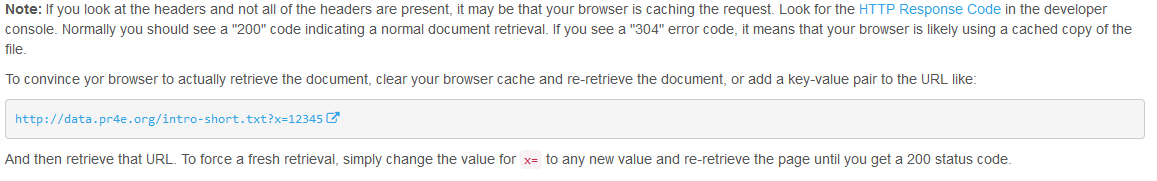 Note: If you look at the headers and not all of the headers are present, it may be that your browser is caching the request. Look for the HTTP Response Code in the developer
console. Normally you should see a "200" code indicating a normal document retrieval. If you see a "304" error code, it means that your browser is likely using a cached copy of the
file.
To convince yor browser to actually retrieve the document, clear your browser cache and re-retrieve the document, or add a key-value pair to the URL like:
http://data.pr4e.org/intro-short.txt?x=12345
And then retrieve that URL. To force a fresh retrieval, simply change the value for x= to any new value and re-retrieve the page until you get a 200 status code.